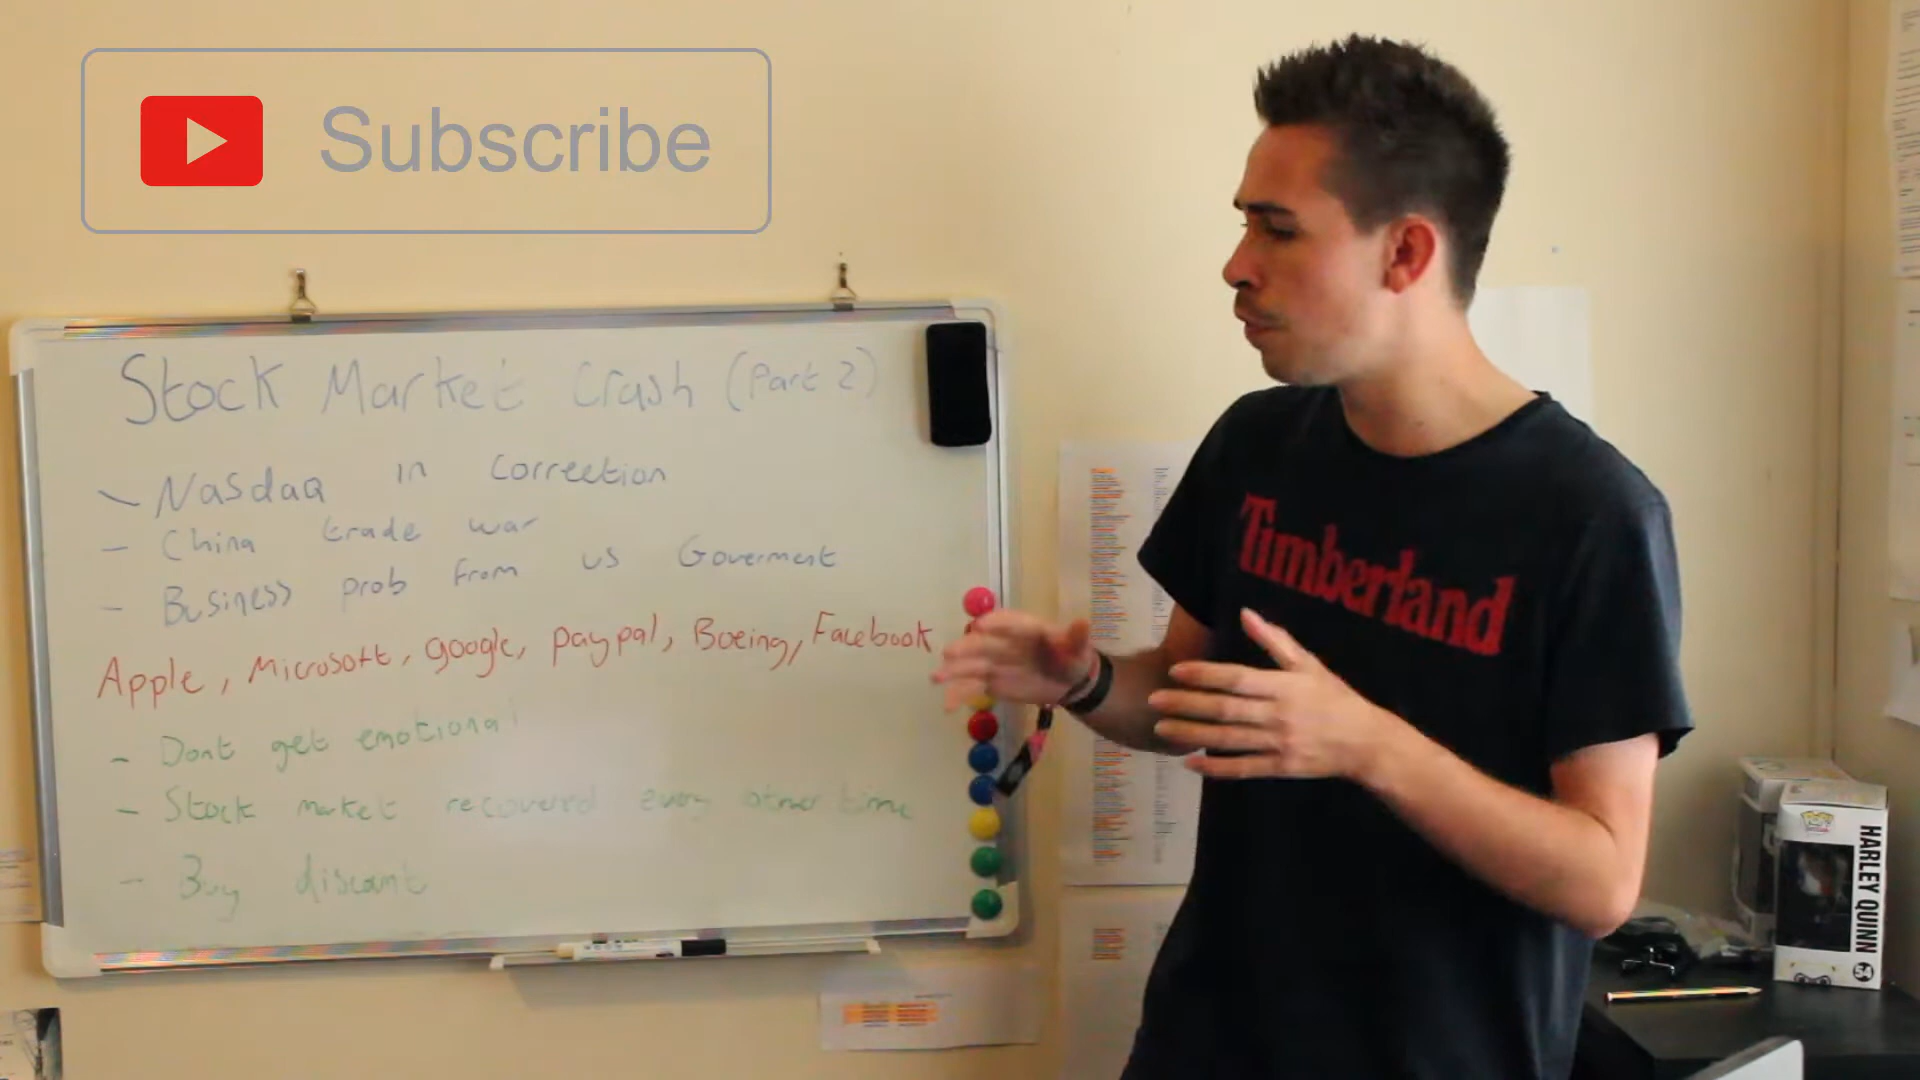 Subscribe
Stock Market Crash (Part 2)
- Nasdaq in correction
- China trade war
- Business prob from us Goverment
Apple, Microsoft, google, paypal, Boeing, Facebook
- Dont get emotional
- Stock market recovered every other time
- Buy discount
Timberland
HARLEY QUINN
54